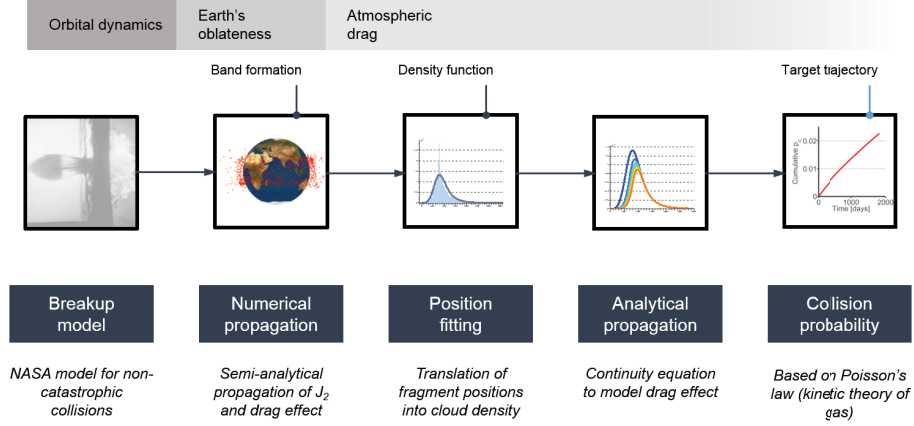 Orbital dynamics
Earth's
oblateness
Atmospheric
drag
Band formation
Density function
Target trajectory
Cumulative p
0.02
0.01
0
0
1000
2000
Time [days]
Breakup
model
Numerical
propagation
Position
fitting
Analytical
propagation
Collision
probability
NASA model for non-
catastrophic
collisions
Semi-analytical
propagation of J2
and drag effect
Translation of
fragment positions
into cloud density
Continuity equation
to model drag effect
Based on Poisson's
law (kinetic theory of
gas)